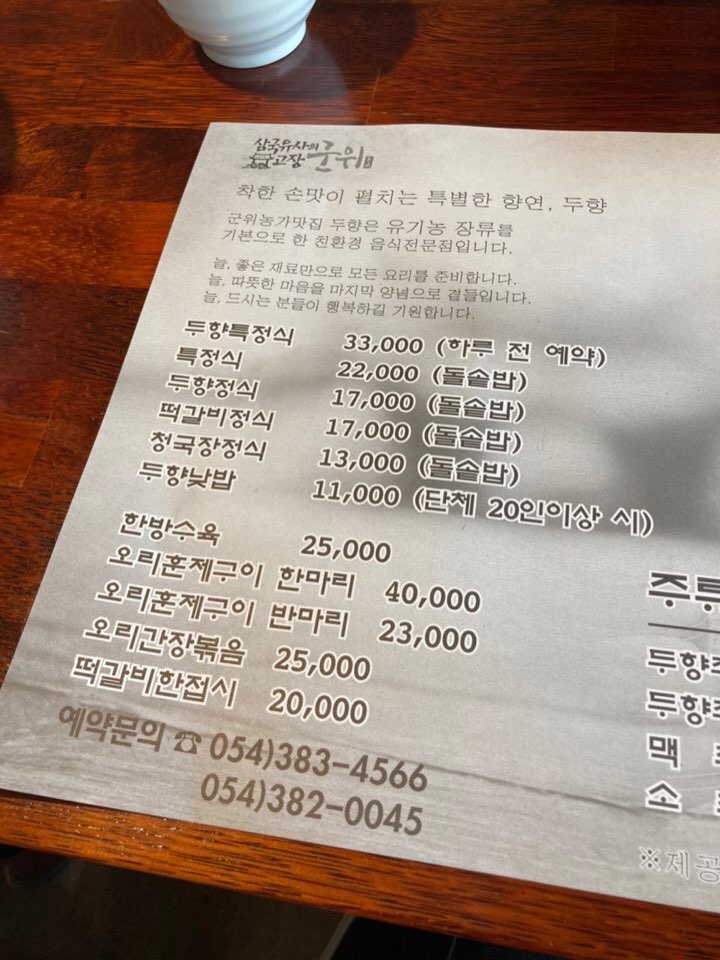 삼국유사의
고장 군위
착한 손맛이 펼치는 특별한 향연, 두향
군위농가맛집 두향은 유기농 장류를
기본으로 한 친환경 음식전문점입니다.
늘, 좋은 재료만으로 모든 요리를 준비합니다.
늘, 따뜻한 마음을 마지막 양념으로 곁들입니다.
늘, 드시는 분들이 행복하길 기원합니다.
두향특정식 33,000 (하루 전 예약)
특정식 22,000 (돌솥밥)
두향정식 17,000 (돌솥밥)
떡갈비정식 17,000 (돌솥밥)
청국장정식 13,000 (돌솥밥)
두향낮밥 11,000 (단체 20인이상 시)
한방수육 25,000
오리훈제구이 한마리 40,000
오리훈제구이 반마리 23,000
오리간장볶음 25,000
떡갈비한접시 20,000
예약문의 ☎ 054)383-4566
054)382-0045
주류
두향
두향
맥
소
※제공